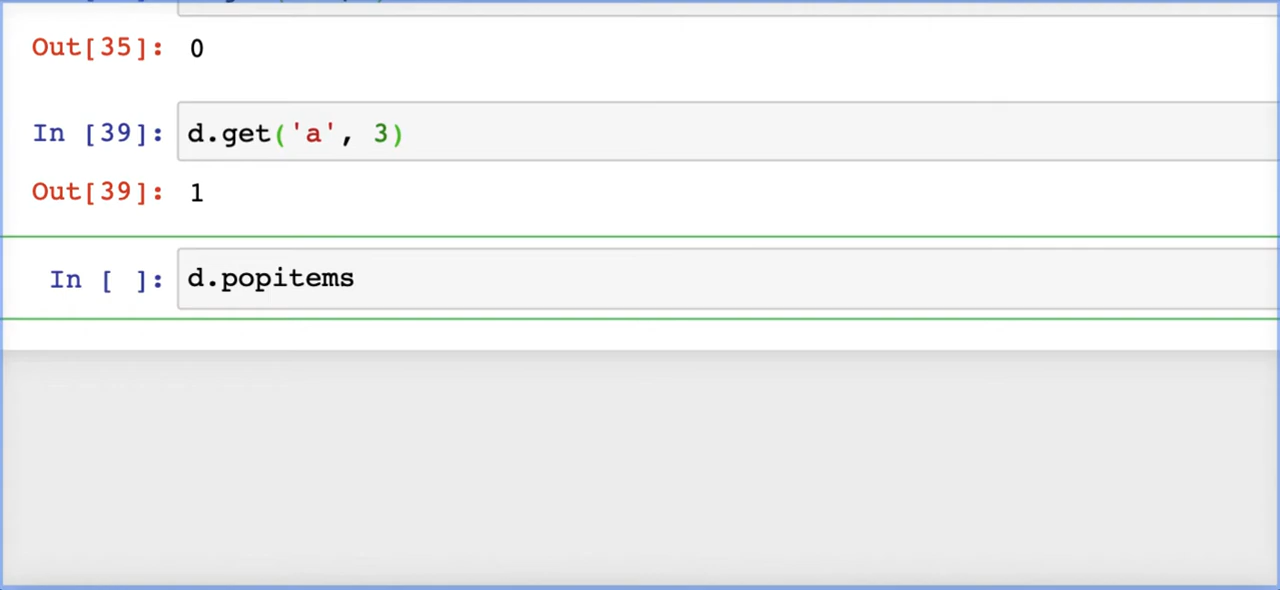 Out[35]: 0
In [39]: d.get('a', 3)
Out[39]: 1
In [ ]: d.popitems